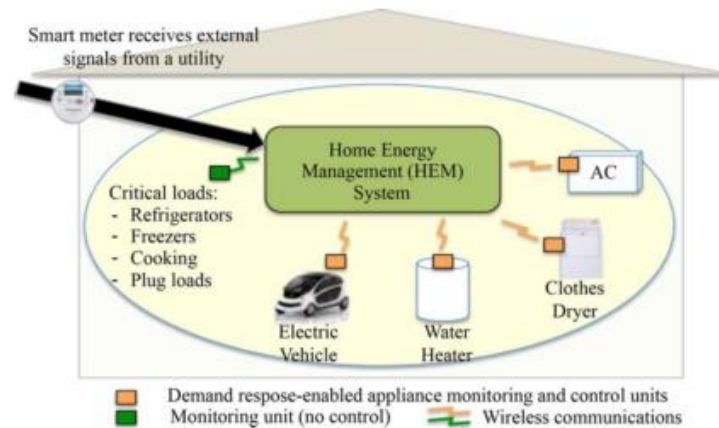 Smart meter receives external
signals from a utility
Home Energy
Management (HEM)
System
Critical loads:
- Refrigerators
- Freezers
- Cooking
- Plug loads
AC
Electric
Vehicle
Water
Heater
Clothes
Dryer
Demand respose-enabled appliance monitoring and control units
Monitoring unit (no control)
Wireless communications